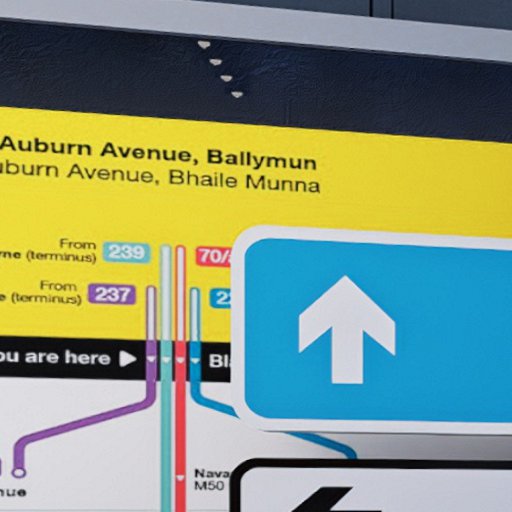 Auburn Avenue, Ballymun
uburn Avenue, Bhaile Munna
From
(terminus) 239
70/
From
(terminus) 237
ou are here
Bl
Nava
M50
nue